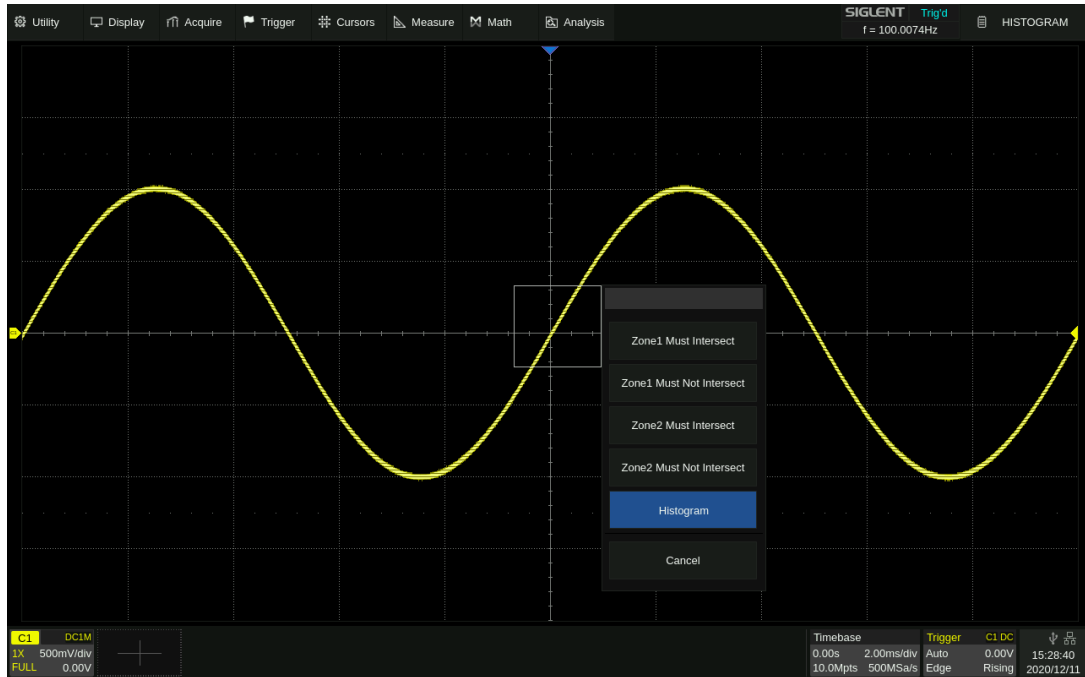 Utility Display Acquire Trigger Cursors Measure Math Analysis SIGLENT Trig'd HISTOGRAM
f = 100.0074Hz
Zone1 Must Intersect
Zone1 Must Not Intersect
Zone2 Must Intersect
Zone2 Must Not Intersect
Histogram
Cancel
C1 DC1M Timebase Trigger C1 DC
1X 500mV/div 0.00s 2.00ms/div Auto 0.00V 15:28:40
FULL 0.00V 10.0Mpts 500MSa/s Edge Rising 2020/12/11